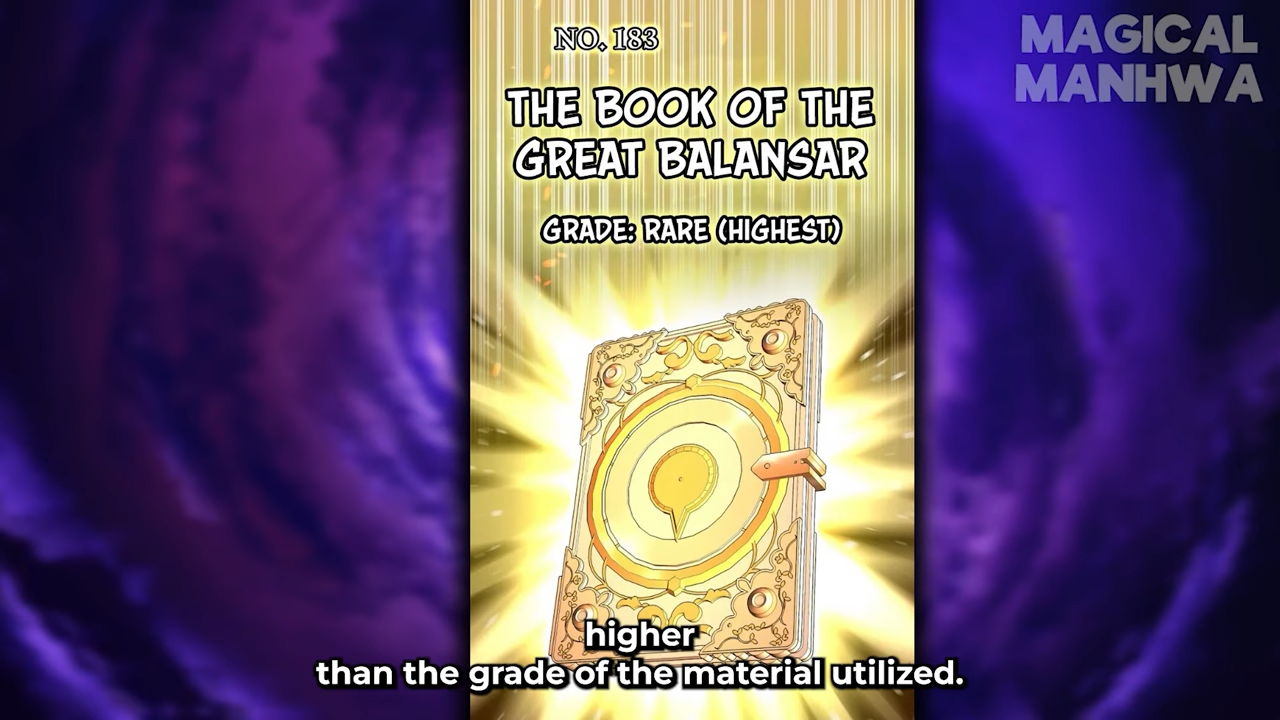 NO. 183
MAGICAL
MANHWA
THE BOOK OF THE
GREAT BALANSAR
GRADE: RARE (HIGHEST)
higher
than the grade of the material utilized.